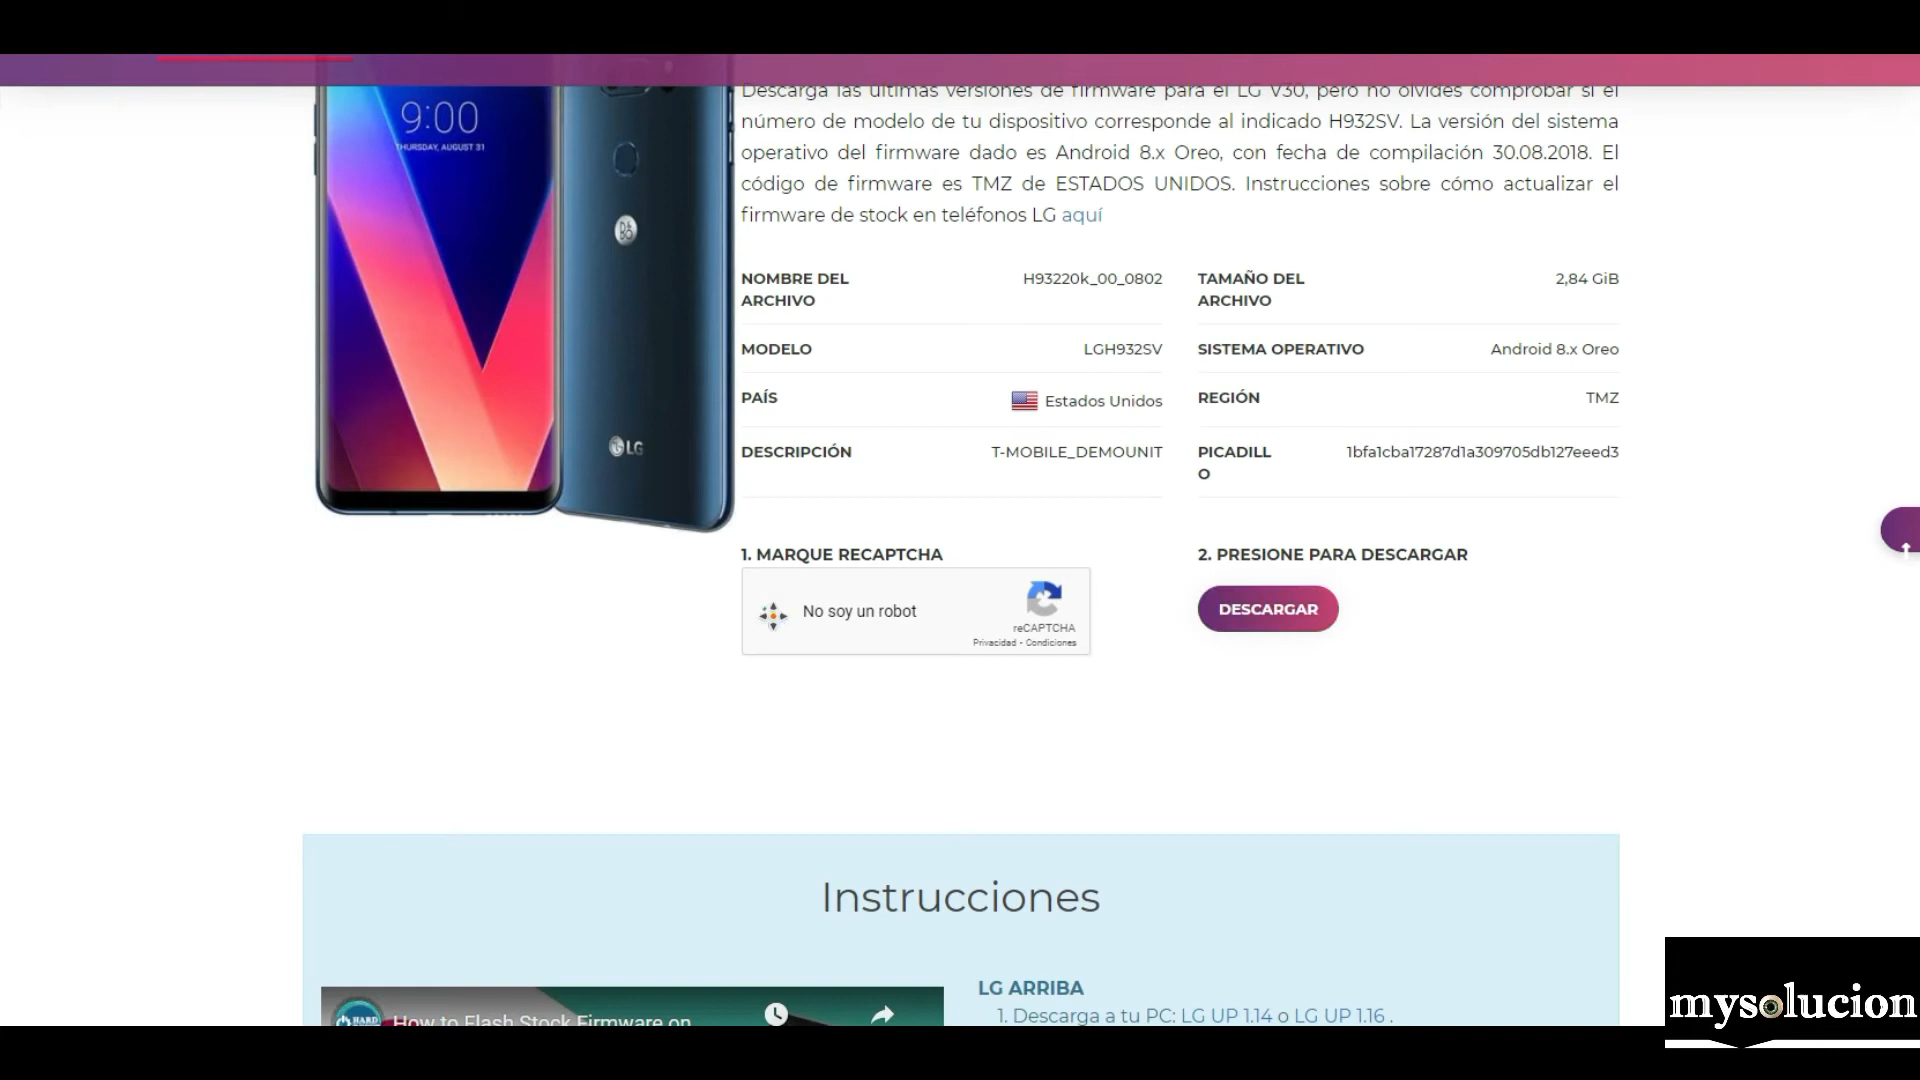 9:00
THURSDAY, AUGUST 31
B&O
LG
Descarga las últimas versiones de firmware para el LG V30, pero no olvides comprobar si el
número de modelo de tu dispositivo corresponde al indicado H932SV. La versión del sistema
operativo del firmware dado es Android 8.x Oreo, con fecha de compilación 30.08.2018. El
código de firmware es TMZ de ESTADOS UNIDOS. Instrucciones sobre cómo actualizar el
firmware de stock en teléfonos LG aquí
NOMBRE DEL
ARCHIVO
H93220k_00_0802
TAMAÑO DEL
ARCHIVO
2,84 GiB
MODELO
LGH932SV
SISTEMA OPERATIVO
Android 8.x Oreo
PAÍS
Estados Unidos
REGIÓN
TMZ
DESCRIPCIÓN
T-MOBILE_DEMOUNIT
PICADILL
O
1bfa1cba17287d1a309705db127eeed3
1. MARQUE RECAPTCHA
No soy un robot
reCAPTCHA
Privacidad - Condiciones
2. PRESIONE PARA DESCARGAR
DESCARGAR
Instrucciones
HARD
How to Flash Stock Firmware on
LG ARRIBA
1. Descarga a tu PC: LG UP 1.14 o LG UP 1.16 .
mysolucion